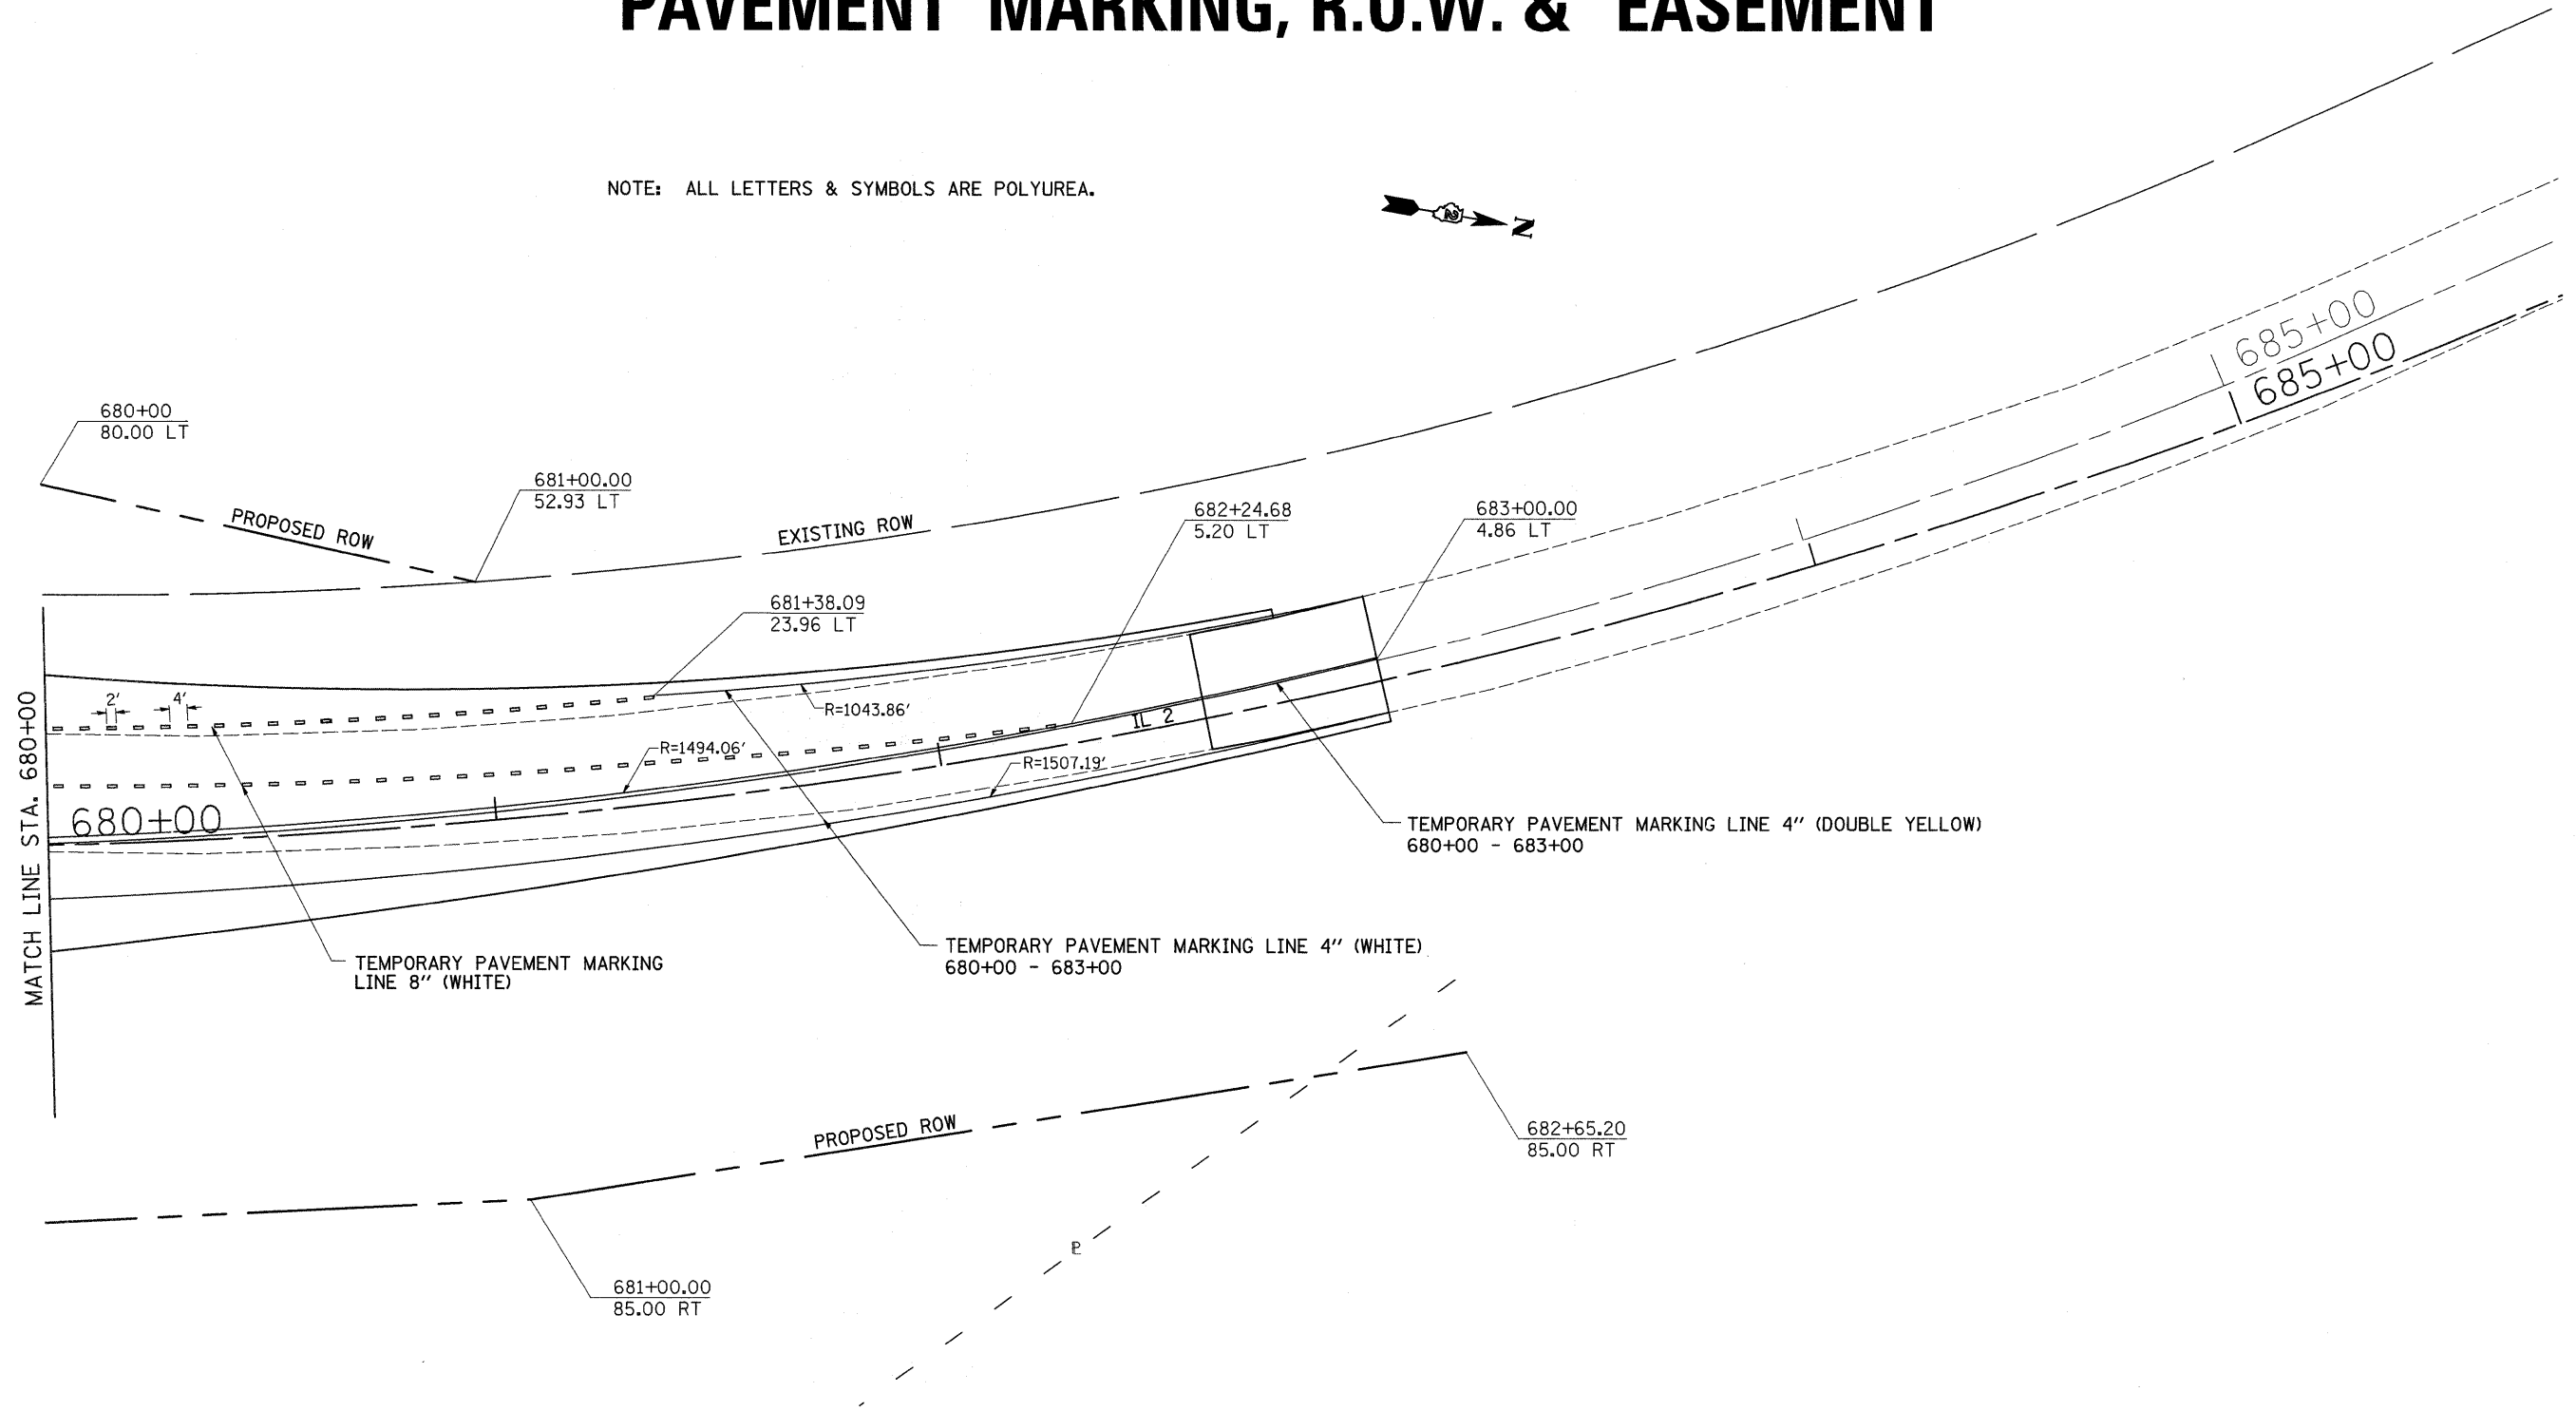 PAVEMENT MARKING, R.O.W. & EASEMENT
NOTE: ALL LETTERS & SYMBOLS ARE POLYUREA.
2
N
685+00
685+00
680+00
80.00 LT
681+00.00
52.93 LT
PROPOSED ROW
EXISTING ROW
682+24.68
5.20 LT
683+00.00
4.86 LT
681+38.09
23.96 LT
2'
4'
R=1043.86'
IL 2
R=1494.06'
R=1507.19'
680+00
MATCH LINE STA. 680+00
TEMPORARY PAVEMENT MARKING LINE 4" (DOUBLE YELLOW)
680+00 - 683+00
TEMPORARY PAVEMENT MARKING LINE 4" (WHITE)
680+00 - 683+00
TEMPORARY PAVEMENT MARKING
LINE 8" (WHITE)
PROPOSED ROW
682+65.20
85.00 RT
681+00.00
85.00 RT